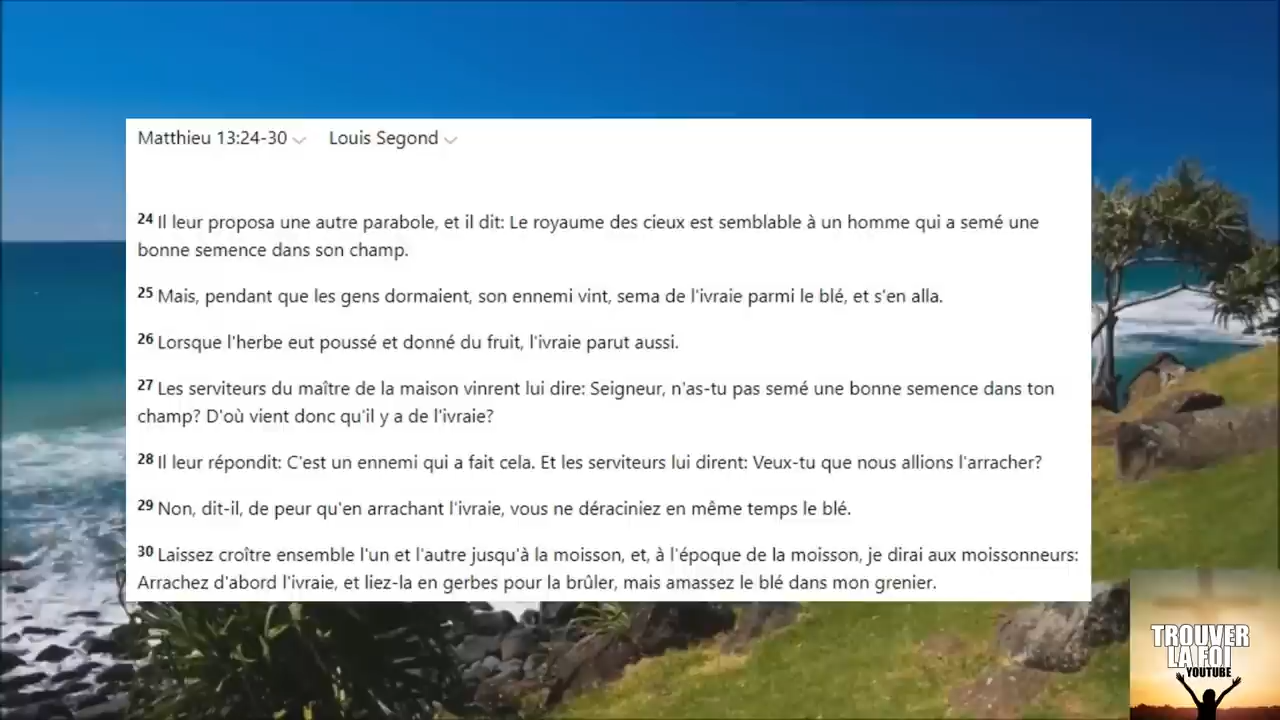 Matthieu 13:24-30 Louis Segond
24 Il leur proposa une autre parabole, et il dit: Le royaume des cieux est semblable à un homme qui a semé une
bonne semence dans son champ.
25 Mais, pendant que les gens dormaient, son ennemi vint, sema de l'ivraie parmi le blé, et s'en alla.
26 Lorsque l'herbe eut poussé et donné du fruit, l'ivraie parut aussi.
27 Les serviteurs du maître de la maison vinrent lui dire: Seigneur, n'as-tu pas semé une bonne semence dans ton
champ? D'où vient donc qu'il y a de l'ivraie?
28 Il leur répondit: C'est un ennemi qui a fait cela. Et les serviteurs lui dirent: Veux-tu que nous allions l'arracher?
29 Non, dit-il, de peur qu'en arrachant l'ivraie, vous ne déraciniez en même temps le blé.
30 Laissez croître ensemble l'un et l'autre jusqu'à la moisson, et, à l'époque de la moisson, je dirai aux moissonneurs:
Arrachez d'abord l'ivraie, et liez-la en gerbes pour la brûler, mais amassez le blé dans mon grenier.
TROUVER
LA FOI
YOUTUBE